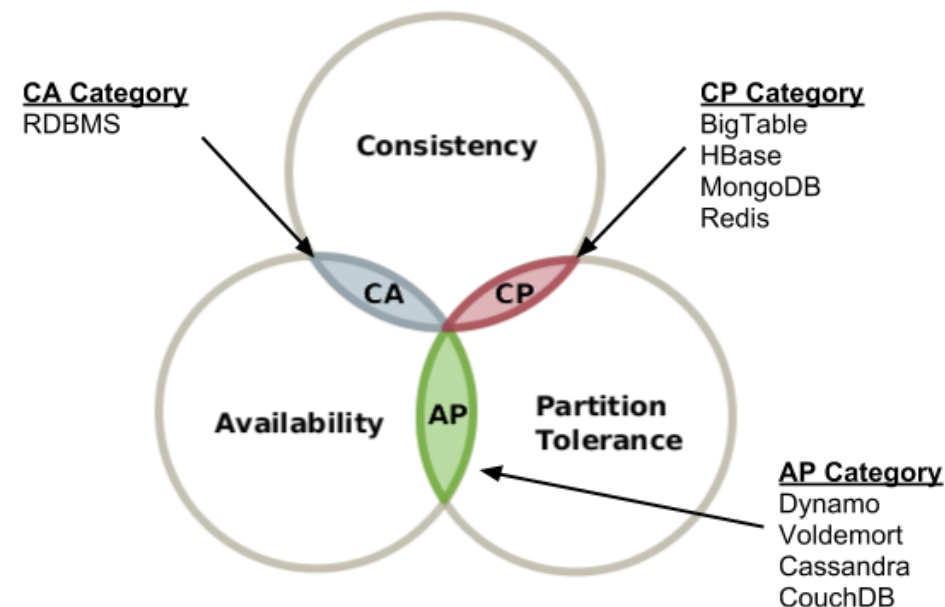 CA Category
RDBMS
CP Category
BigTable
HBase
MongoDB
Redis
Consistency
CA
CP
Availability
AP
Partition
Tolerance
AP Category
Dynamo
Voldemort
Cassandra
CouchDB